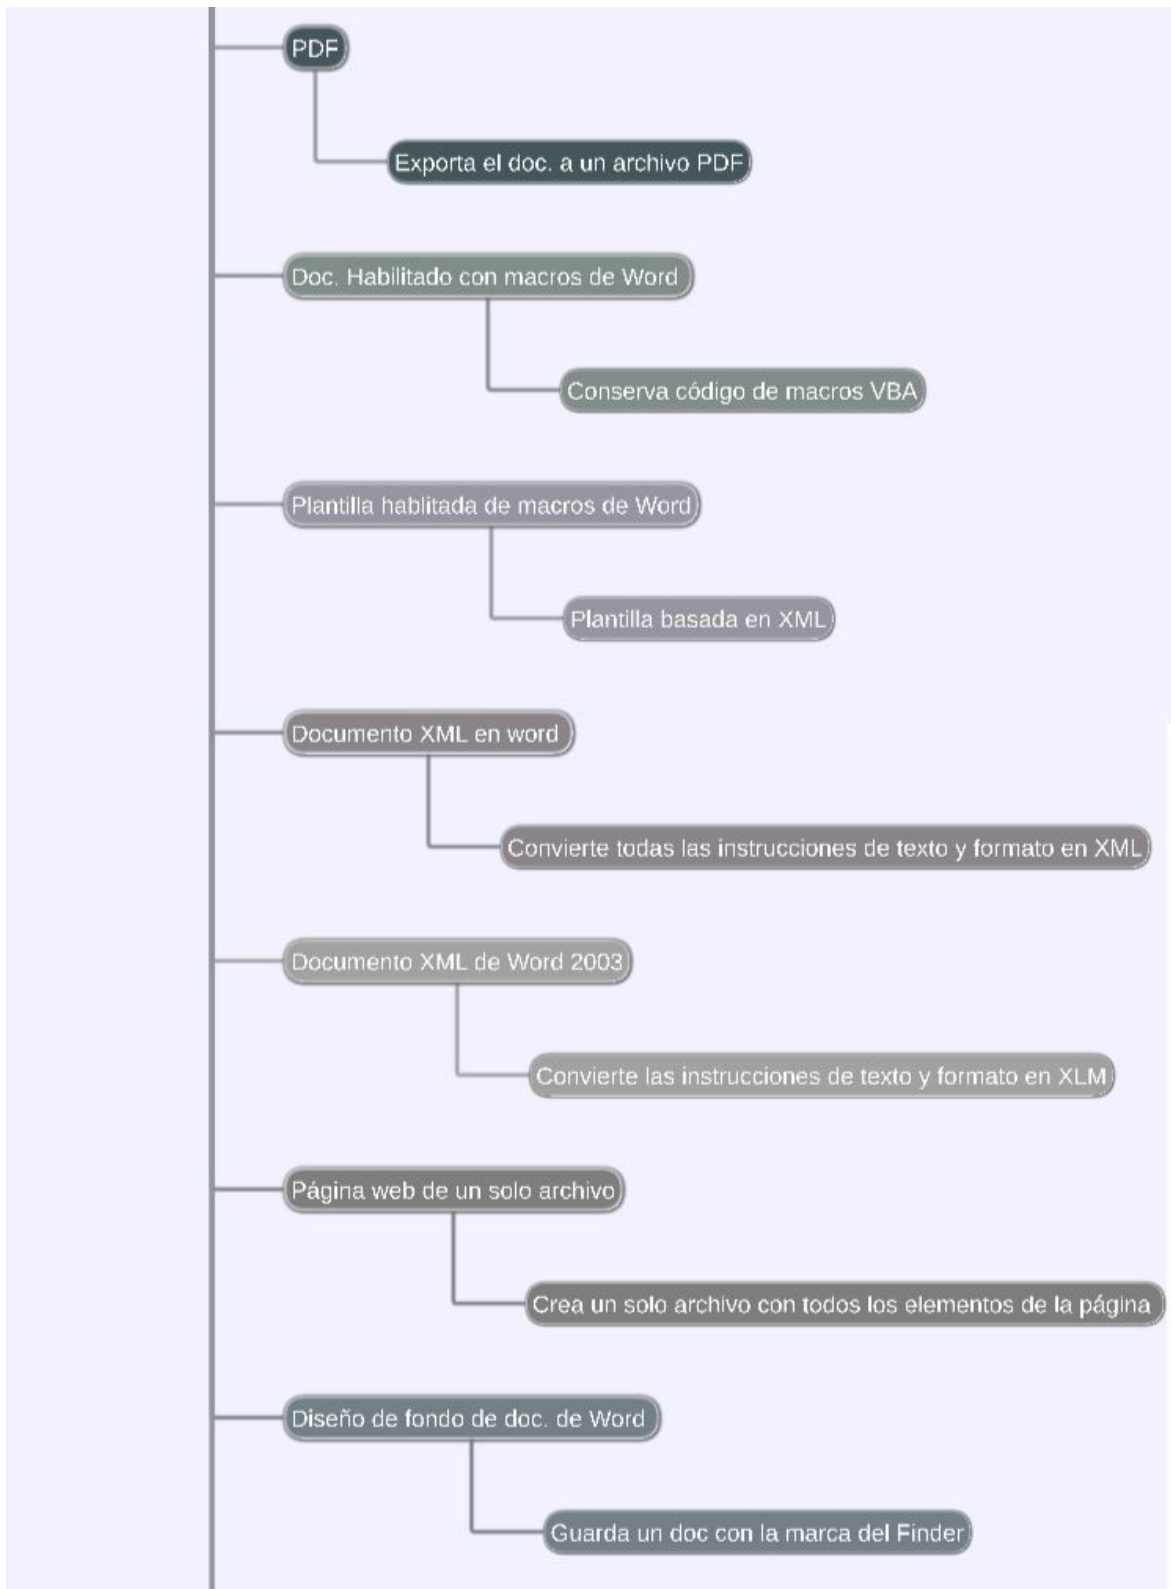 PDF
Exporta el doc. a un archivo PDF
Doc. Habilitado con macros de Word
Conserva código de macros VBA
Plantilla hablitada de macros de Word
Plantilla basada en XML
Documento XML en word
Convierte todas las instrucciones de texto y formato en XML
Documento XML de Word 2003
Convierte las instrucciones de texto y formato en XLM
Página web de un solo archivo
Crea un solo archivo con todos los elementos de la página
Diseño de fondo de doc. de Word
Guarda un doc con la marca del Finder